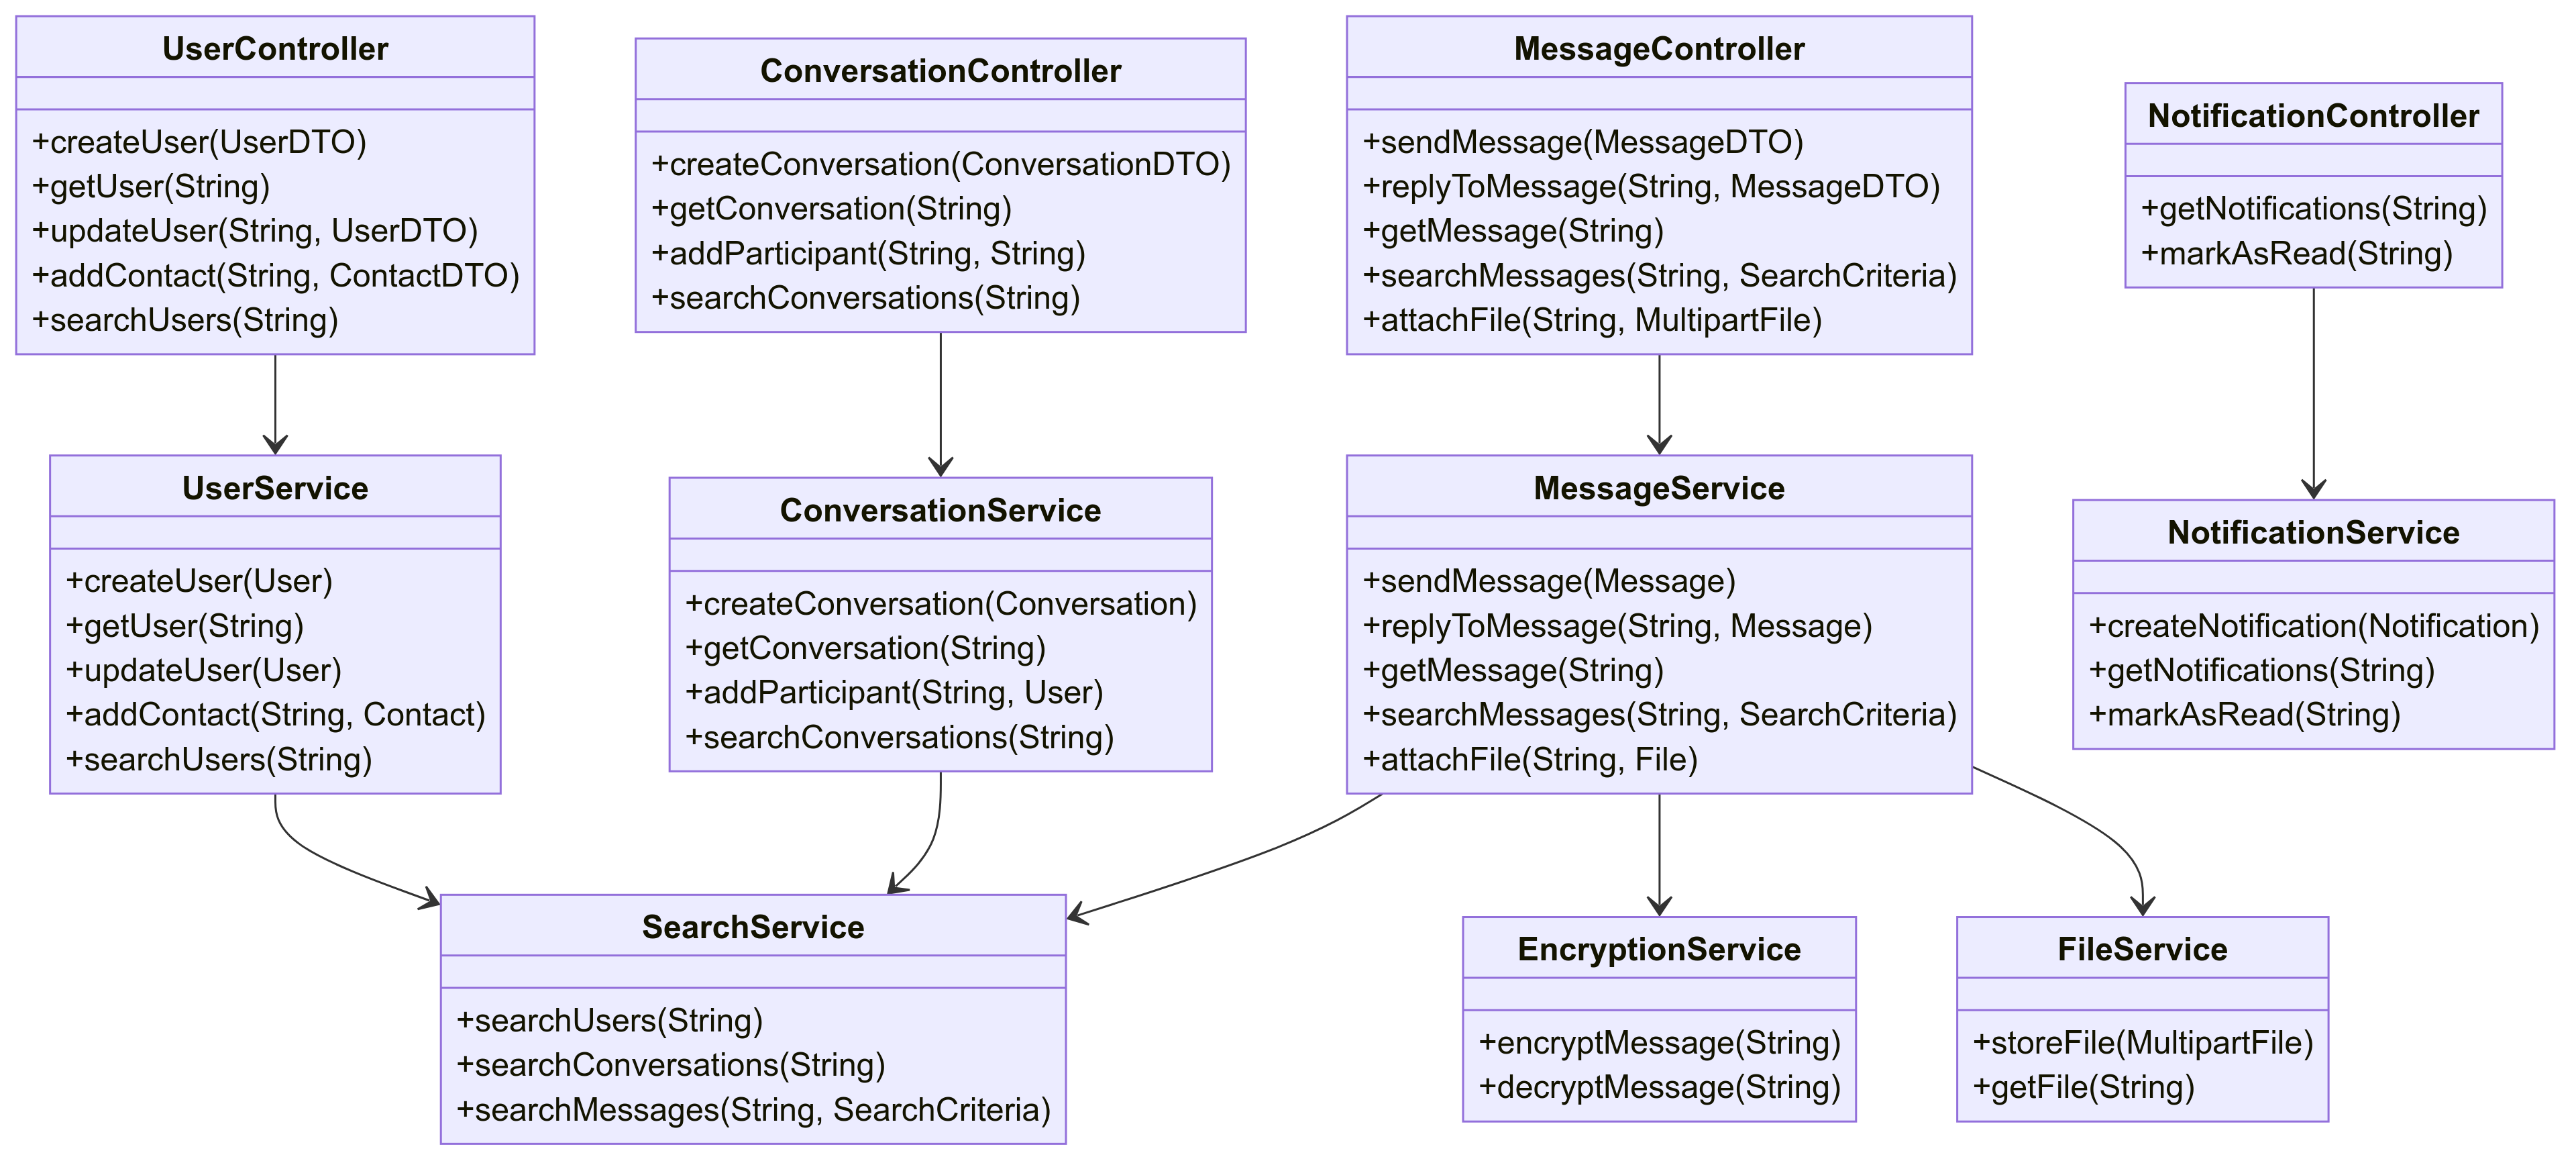 UserController
+createUser(UserDTO)
+getUser(String)
+updateUser(String, UserDTO)
+addContact(String, ContactDTO)
+searchUsers(String)
ConversationController
+createConversation(ConversationDTO)
+getConversation(String)
+addParticipant(String, String)
+searchConversations(String)
MessageController
+sendMessage(MessageDTO)
+replyToMessage(String, MessageDTO)
+getMessage(String)
+searchMessages(String, SearchCriteria)
+attachFile(String, MultipartFile)
NotificationController
+getNotifications(String)
+markAsRead(String)
UserService
+createUser(User)
+getUser(String)
+updateUser(User)
+addContact(String, Contact)
+searchUsers(String)
ConversationService
+createConversation(Conversation)
+getConversation(String)
+addParticipant(String, User)
+searchConversations(String)
MessageService
+sendMessage(Message)
+replyToMessage(String, Message)
+getMessage(String)
+searchMessages(String, SearchCriteria)
+attachFile(String, File)
NotificationService
+createNotification(Notification)
+getNotifications(String)
+markAsRead(String)
SearchService
+searchUsers(String)
+searchConversations(String)
+searchMessages(String, SearchCriteria)
EncryptionService
+encryptMessage(String)
+decryptMessage(String)
FileService
+storeFile(MultipartFile)
+getFile(String)